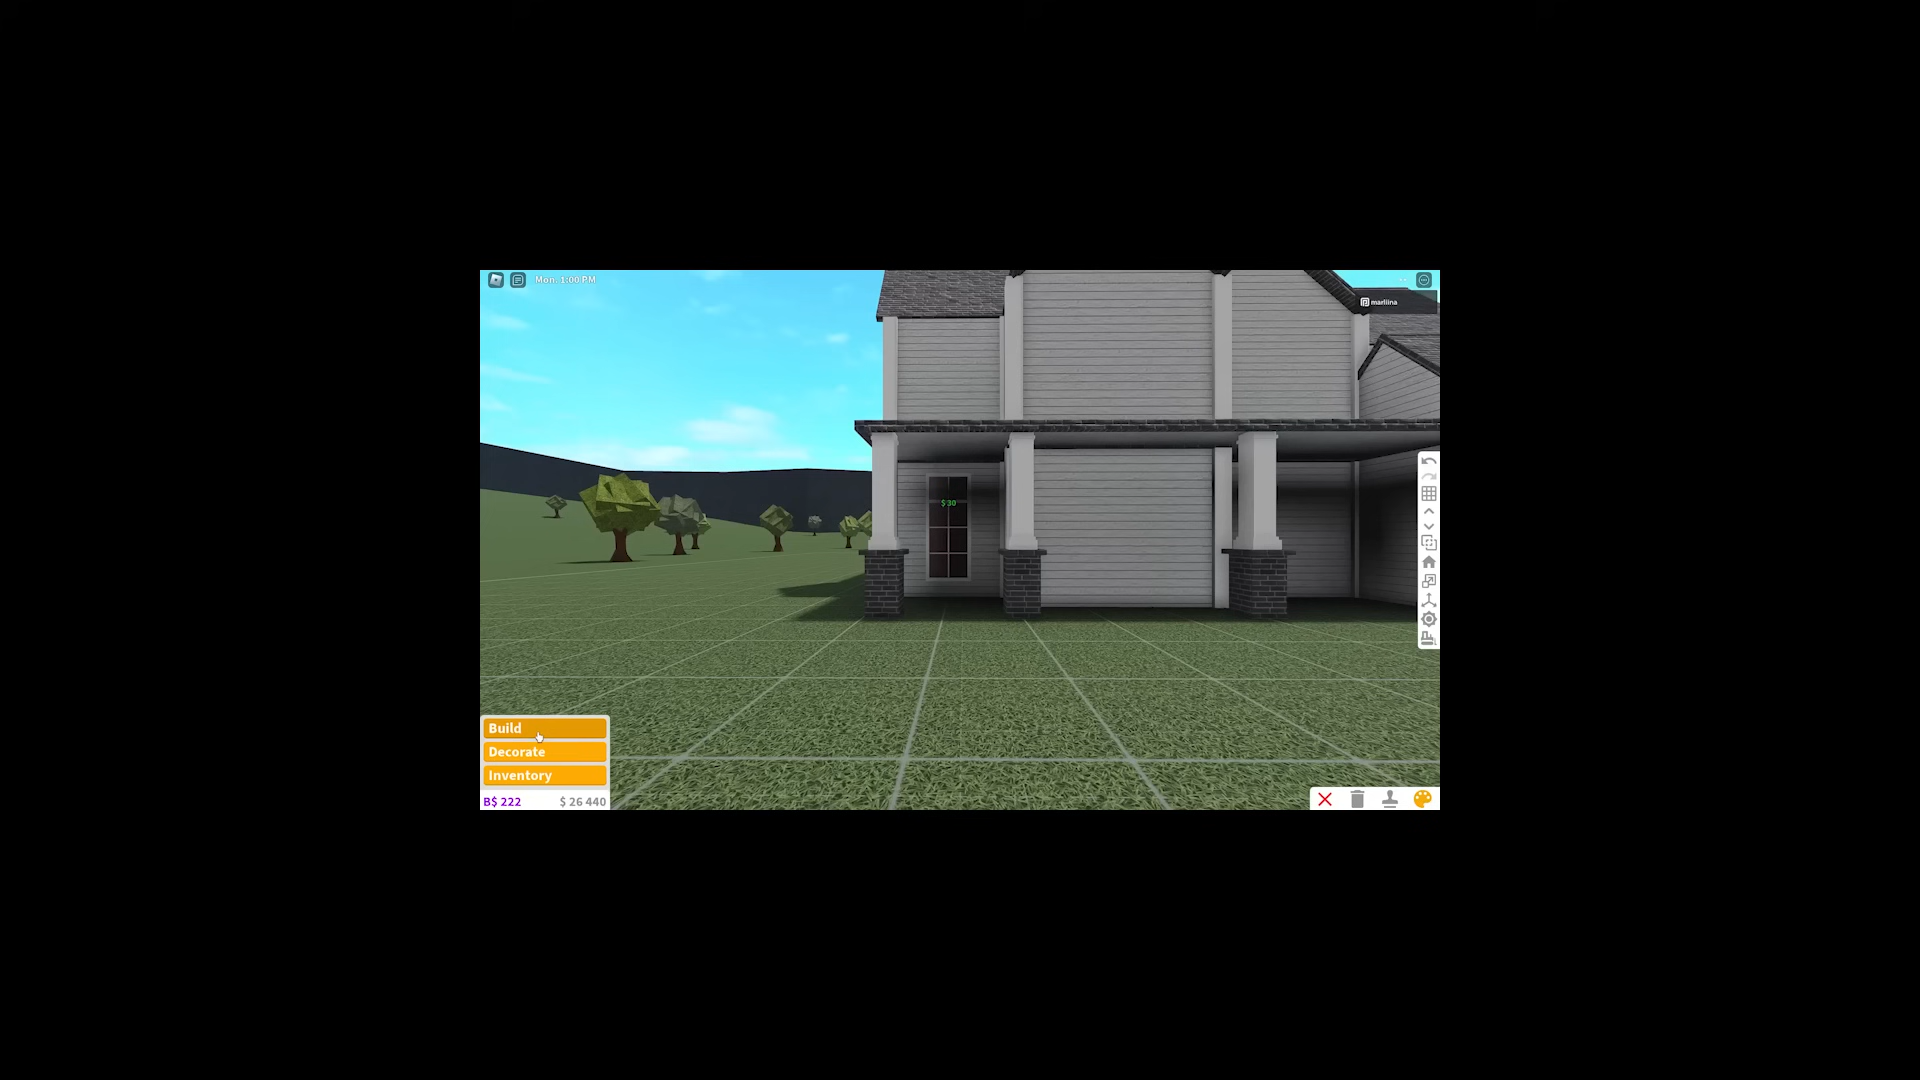 Mon. 1:00 PM
marliina
$ 30
Build
Decorate
Inventory
B$ 222 $ 26 440